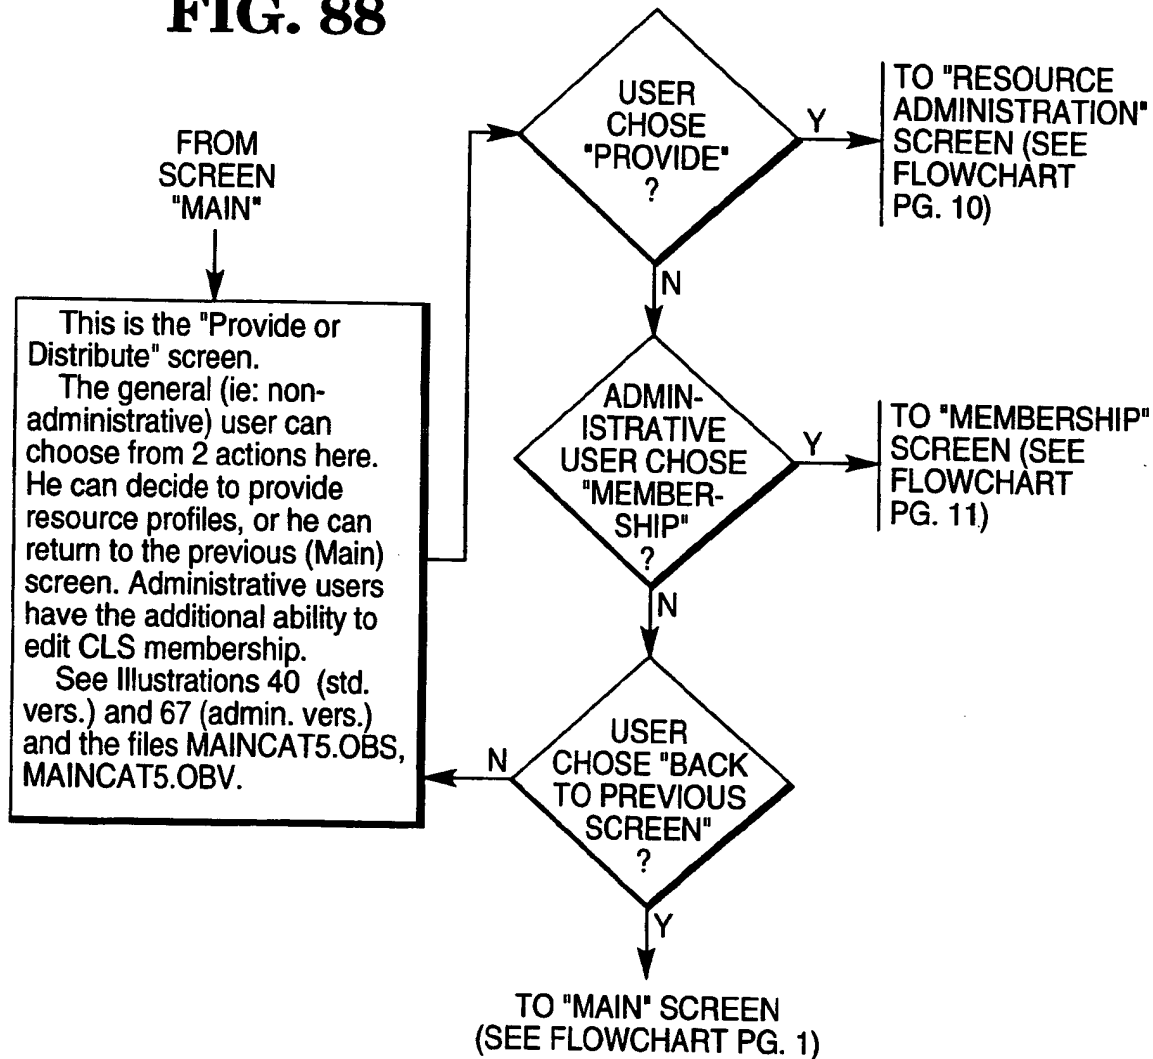 FIG. 88
FROM
SCREEN
"MAIN"
This is the "Provide or
Distribute" screen.
The general (ie: non-
administrative) user can
choose from 2 actions here.
He can decide to provide
resource profiles, or he can
return to the previous (Main)
screen. Administrative users
have the additional ability to
edit CLS membership.
See Illustrations 40 (std.
vers.) and 67 (admin. vers.)
and the files MAINCAT5.OBS,
MAINCAT5.OBV.
USER
CHOSE
"PROVIDE"
?
Y
TO "RESOURCE
ADMINISTRATION"
SCREEN (SEE
FLOWCHART
PG. 10)
N
ADMIN-
ISTRATIVE
USER CHOSE
"MEMBER-
SHIP"
?
Y
TO "MEMBERSHIP"
SCREEN (SEE
FLOWCHART
PG. 11)
N
USER
CHOSE "BACK
TO PREVIOUS
SCREEN"
?
N
Y
TO "MAIN" SCREEN
(SEE FLOWCHART PG. 1)